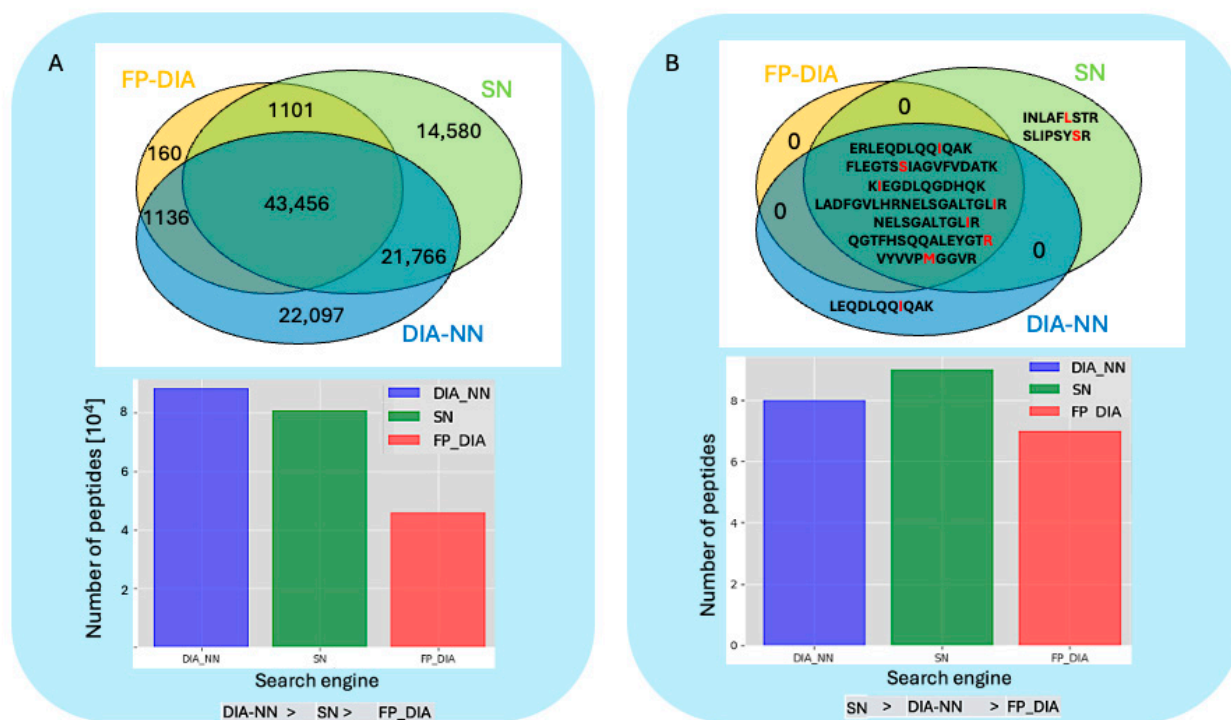 A
FP-DIA
SN
1101
14,580
160
1136
43,456
21,766
22,097
DIA-NN
Number of peptides [10⁴]
8
6
4
2
DIA_NN
SN
FP_DIA
DIA_NN
SN
FP_DIA
Search engine
DIA-NN > SN > FP_DIA
B
FP-DIA
SN
0
INLAFLSTR
SLIPSYSR
0
ERLEQDLQQIQAK
FLEGTSSIAGVFVDATK
KIEGDLQGDHQK
LADFGVLHRNELSGALTGLIR
NELSGALTGLIR
QGTFHSQQALEYGTR
VYVVPMGGVR
0
0
LEQDLQQIQAK
DIA-NN
Number of peptides
8
6
4
2
0
DIA_NN
SN
FP_DIA
DIA_NN
SN
FP_DIA
Search engine
SN > DIA-NN > FP_DIA